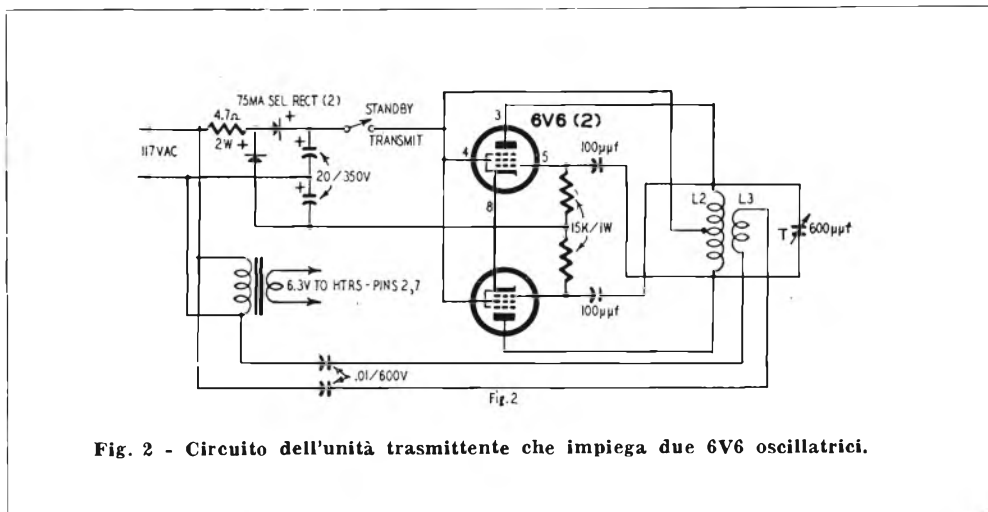 75MA SEL RECT (2)
4.7Ω
2W
+
+
+
+
117VAC
STANDBY
TRANSMIT
20/350V
3
6V6 (2)
4
5
8
100µµf
15K/1W
100µµf
L2
L3
T
600µµf
6.3V TO HTRS - PINS 2,7
.01/600V
Fig.2
Fig. 2 - Circuito dell'unità trasmittente che impiega due 6V6 oscillatrici.